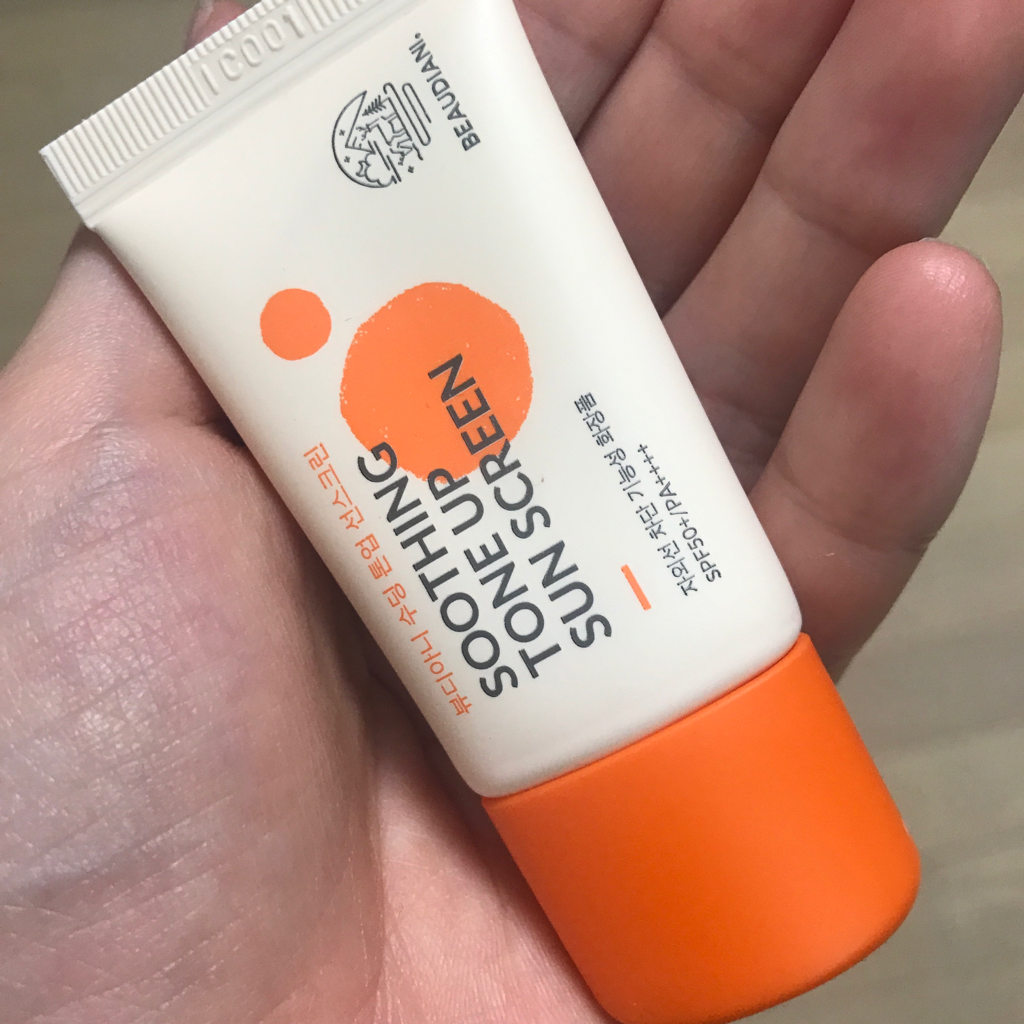 1C001
BEAUDIANI.
뷰디아니 수딩 톤업 선스크린
SOOTHING
TONE UP
SUN SCREEN
자외선 차단 기능성 화장품
SPF50+/PA++++